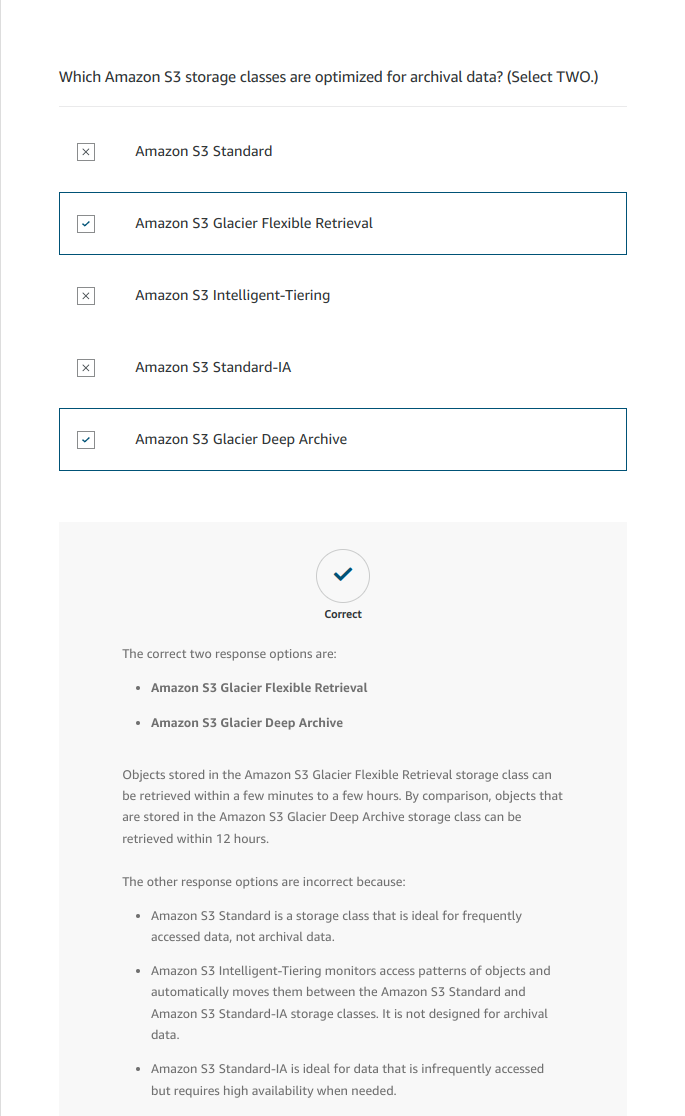 Which Amazon S3 storage classes are optimized for archival data? (Select TWO.)
Amazon S3 Standard
Amazon S3 Glacier Flexible Retrieval
Amazon S3 Intelligent-Tiering
Amazon S3 Standard-IA
Amazon S3 Glacier Deep Archive
Correct
The correct two response options are:
• Amazon S3 Glacier Flexible Retrieval
• Amazon S3 Glacier Deep Archive
Objects stored in the Amazon S3 Glacier Flexible Retrieval storage class can
be retrieved within a few minutes to a few hours. By comparison, objects that
are stored in the Amazon S3 Glacier Deep Archive storage class can be
retrieved within 12 hours.
The other response options are incorrect because:
• Amazon S3 Standard is a storage class that is ideal for frequently
accessed data, not archival data.
• Amazon S3 Intelligent-Tiering monitors access patterns of objects and
automatically moves them between the Amazon S3 Standard and
Amazon S3 Standard-IA storage classes. It is not designed for archival
data.
• Amazon S3 Standard-IA is ideal for data that is infrequently accessed
but requires high availability when needed.